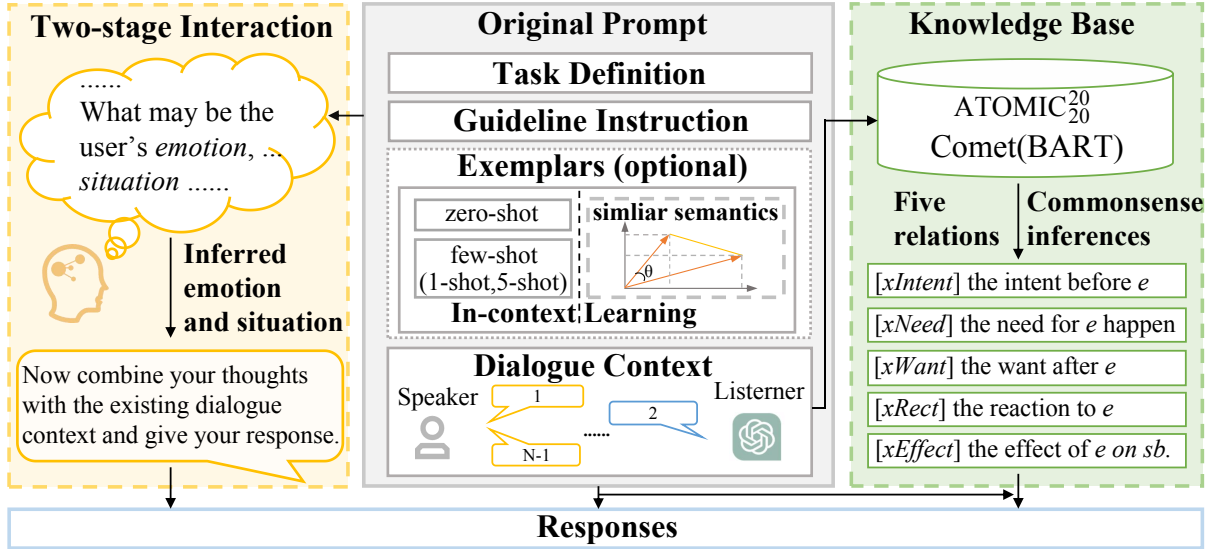 Two-stage Interaction
......
What may be the
user's emotion, ...
situation ......
Inferred
emotion
and situation
Now combine your thoughts
with the existing dialogue
context and give your response.
Original Prompt
Task Definition
Guideline Instruction
Exemplars (optional)
zero-shot
few-shot
(1-shot,5-shot)
simliar semantics
θ
In-context Learning
Dialogue Context
Speaker
1
......
2
N-1
Listerner
Knowledge Base
ATOMIC20 20
Comet(BART)
Five
relations
Commonsense
inferences
[xIntent] the intent before e
[xNeed] the need for e happen
[xWant] the want after e
[xRect] the reaction to e
[xEffect] the effect of e on sb.
Responses